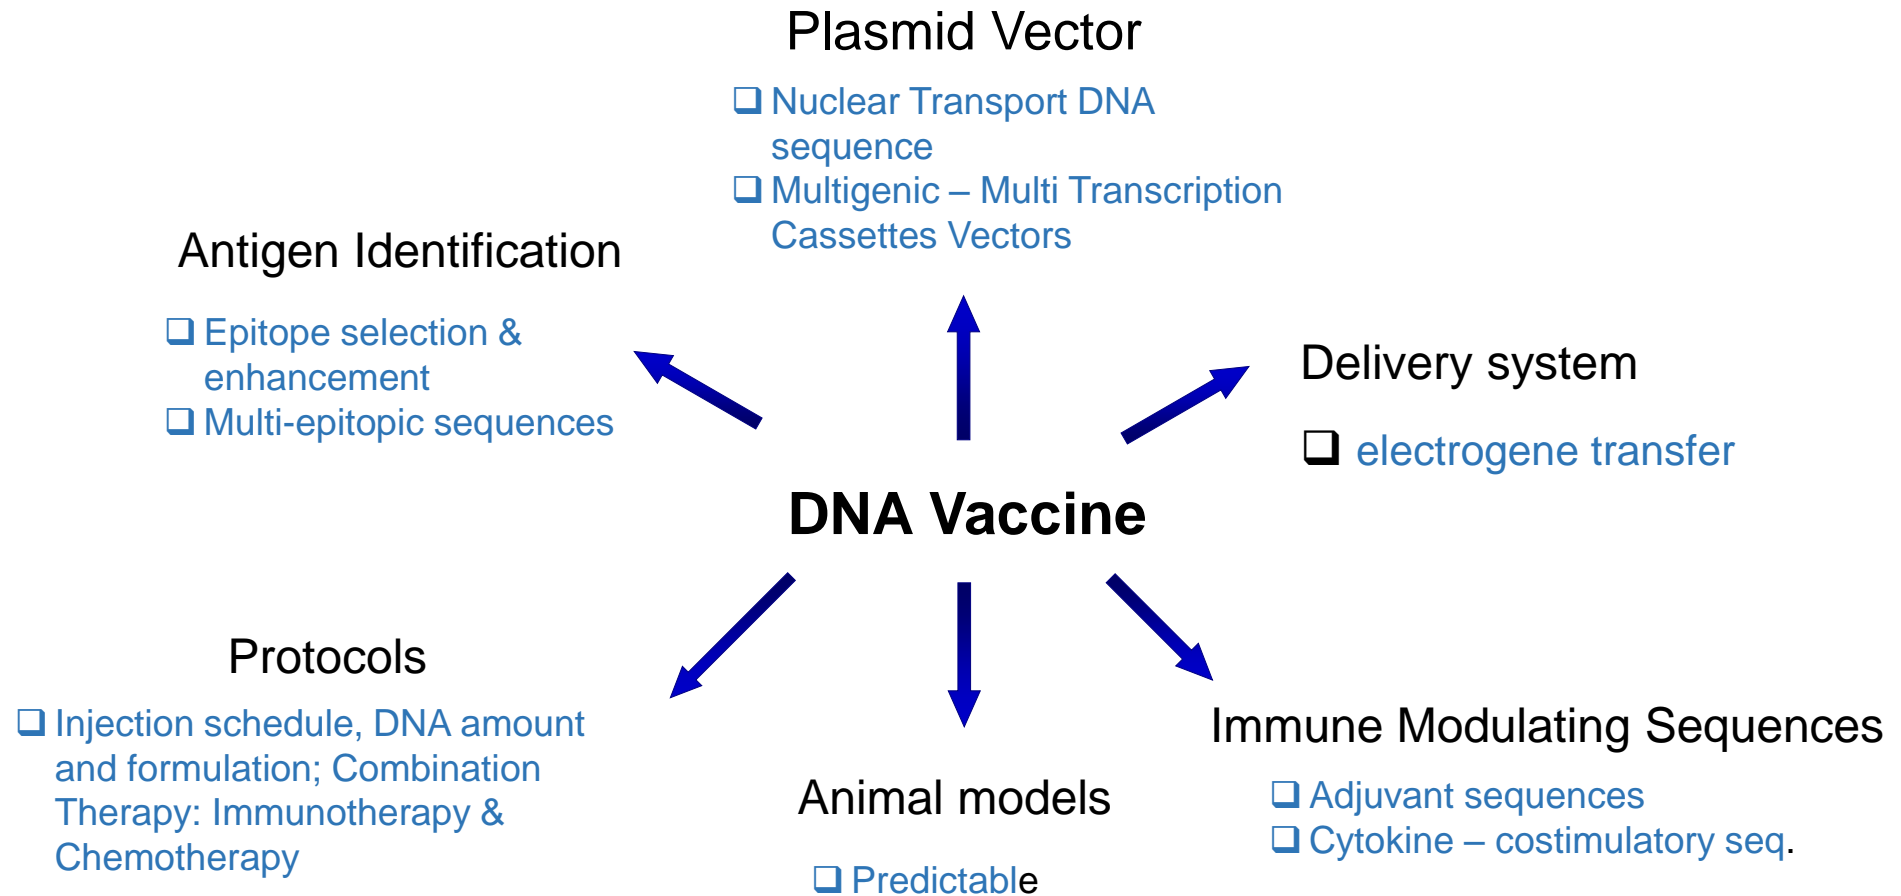 Plasmid Vector
❑ Nuclear Transport DNA
sequence
❑ Multigenic – Multi Transcription
Cassettes Vectors
Antigen Identification
❑ Epitope selection &
enhancement
❑ Multi-epitopic sequences
Delivery system
❑ electrogene transfer
DNA Vaccine
Protocols
❑ Injection schedule, DNA amount
and formulation; Combination
Therapy: Immunotherapy &
Chemotherapy
Animal models
❑ Predictable
Immune Modulating Sequences
❑ Adjuvant sequences
❑ Cytokine – costimulatory seq.